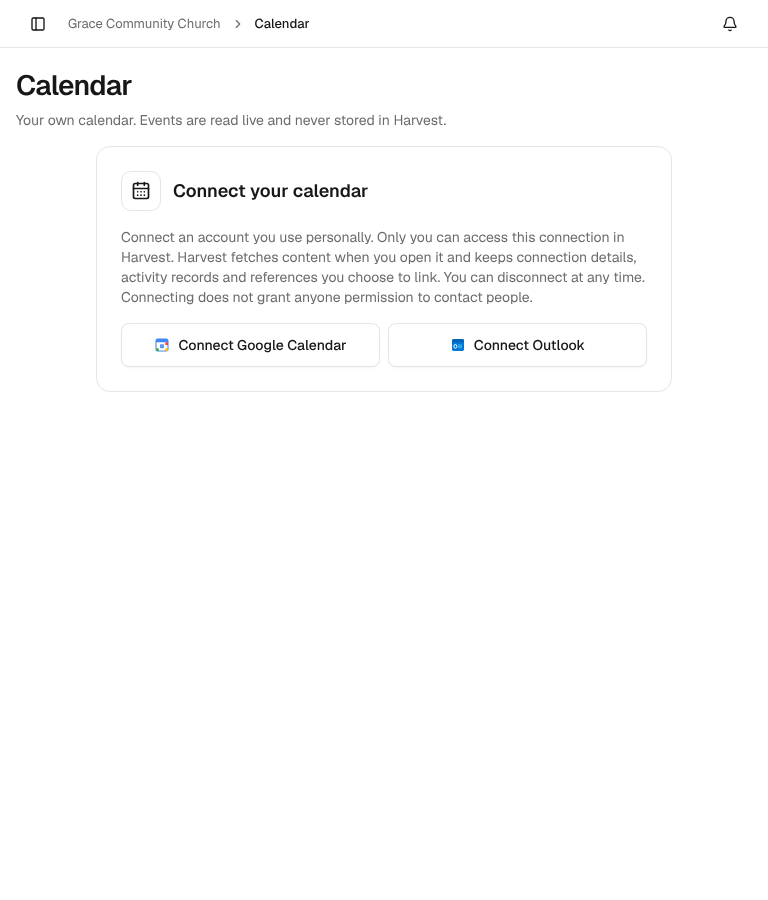 Grace Community Church > Calendar
Calendar
Your own calendar. Events are read live and never stored in Harvest.
Connect your calendar
Connect an account you use personally. Only you can access this connection in
Harvest. Harvest fetches content when you open it and keeps connection details,
activity records and references you choose to link. You can disconnect at any time.
Connecting does not grant anyone permission to contact people.
Connect Google Calendar
Connect Outlook